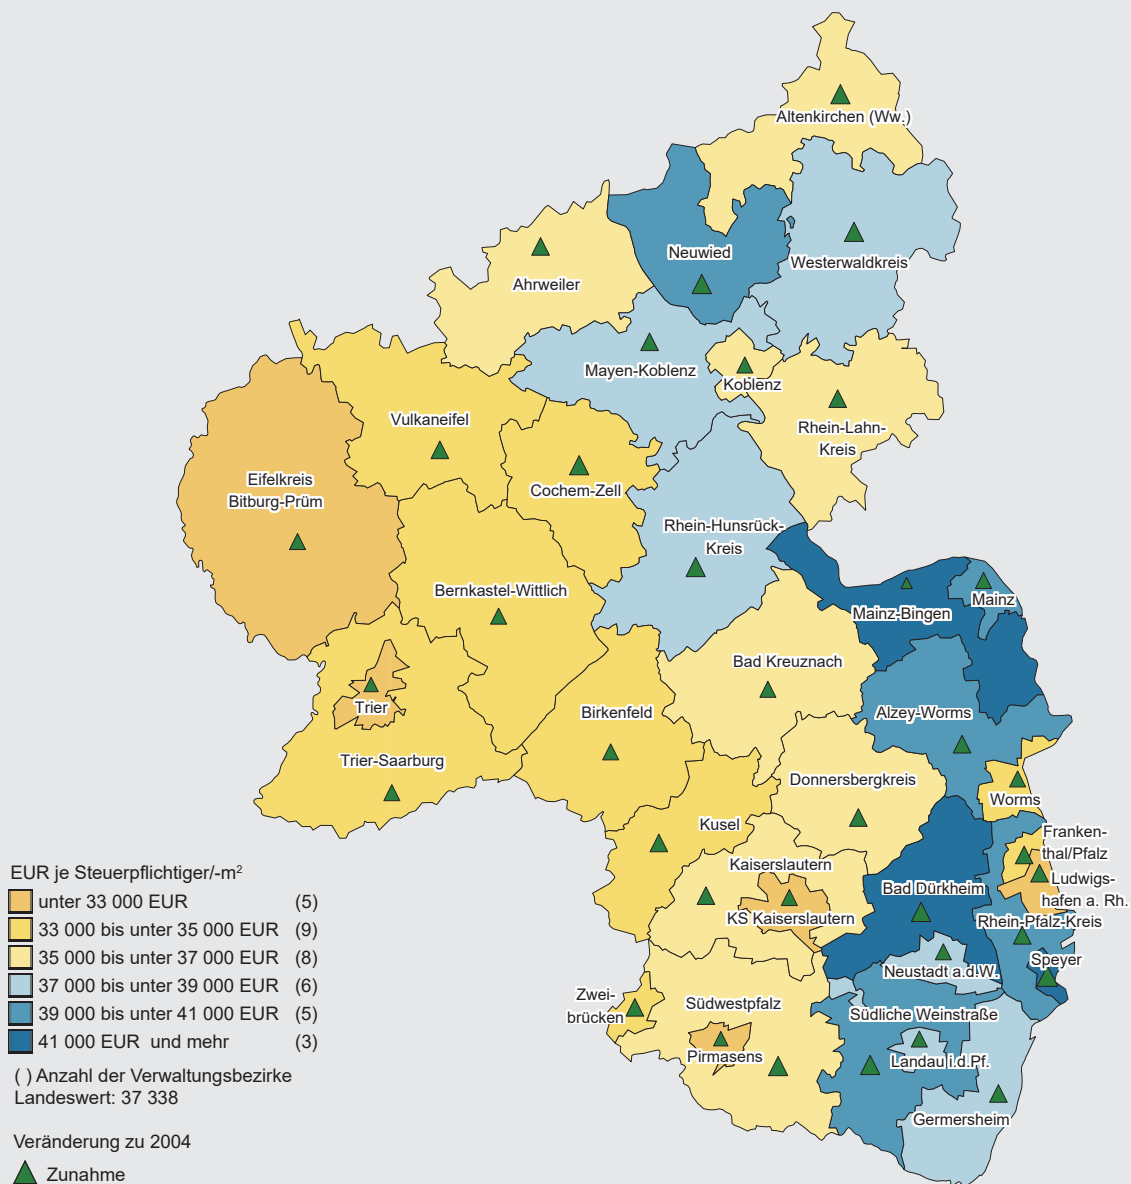 Altenkirchen (Ww.)
Neuwied
Westerwaldkreis
Ahrweiler
Mayen-Koblenz
Koblenz
Rhein-Lahn-
Kreis
Vulkaneifel
Cochem-Zell
Eifelkreis
Bitburg-Prüm
Rhein-Hunsrück-
Kreis
Bernkastel-Wittlich
Mainz-Bingen
Mainz
Bad Kreuznach
Trier
Birkenfeld
Alzey-Worms
Trier-Saarburg
Donnersbergkreis
Worms
Kusel
Franken-
thal/Pfalz
Kaiserslautern
Ludwigs-
hafen a. Rh.
Bad Dürkheim
KS Kaiserslautern
Rhein-Pfalz-Kreis
Speyer
Neustadt a.d.W.
Zwei-
brücken
Südwestpfalz
Südliche Weinstraße
Pirmasens
Landau i.d.Pf.
Germersheim
EUR je Steuerpflichtiger/-m²
unter 33 000 EUR (5)
33 000 bis unter 35 000 EUR (9)
35 000 bis unter 37 000 EUR (8)
37 000 bis unter 39 000 EUR (6)
39 000 bis unter 41 000 EUR (5)
41 000 EUR und mehr (3)
( ) Anzahl der Verwaltungsbezirke
Landeswert: 37 338
Veränderung zu 2004
Zunahme